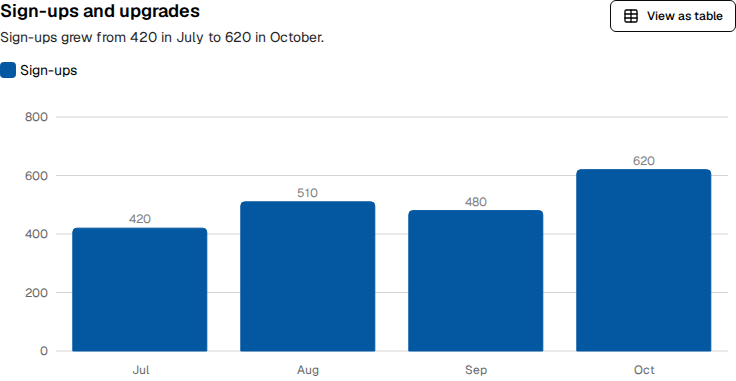 Sign-ups and upgrades
View as table
Sign-ups grew from 420 in July to 620 in October.
Sign-ups
800
600
400
200
0
420
510
480
620
Jul
Aug
Sep
Oct